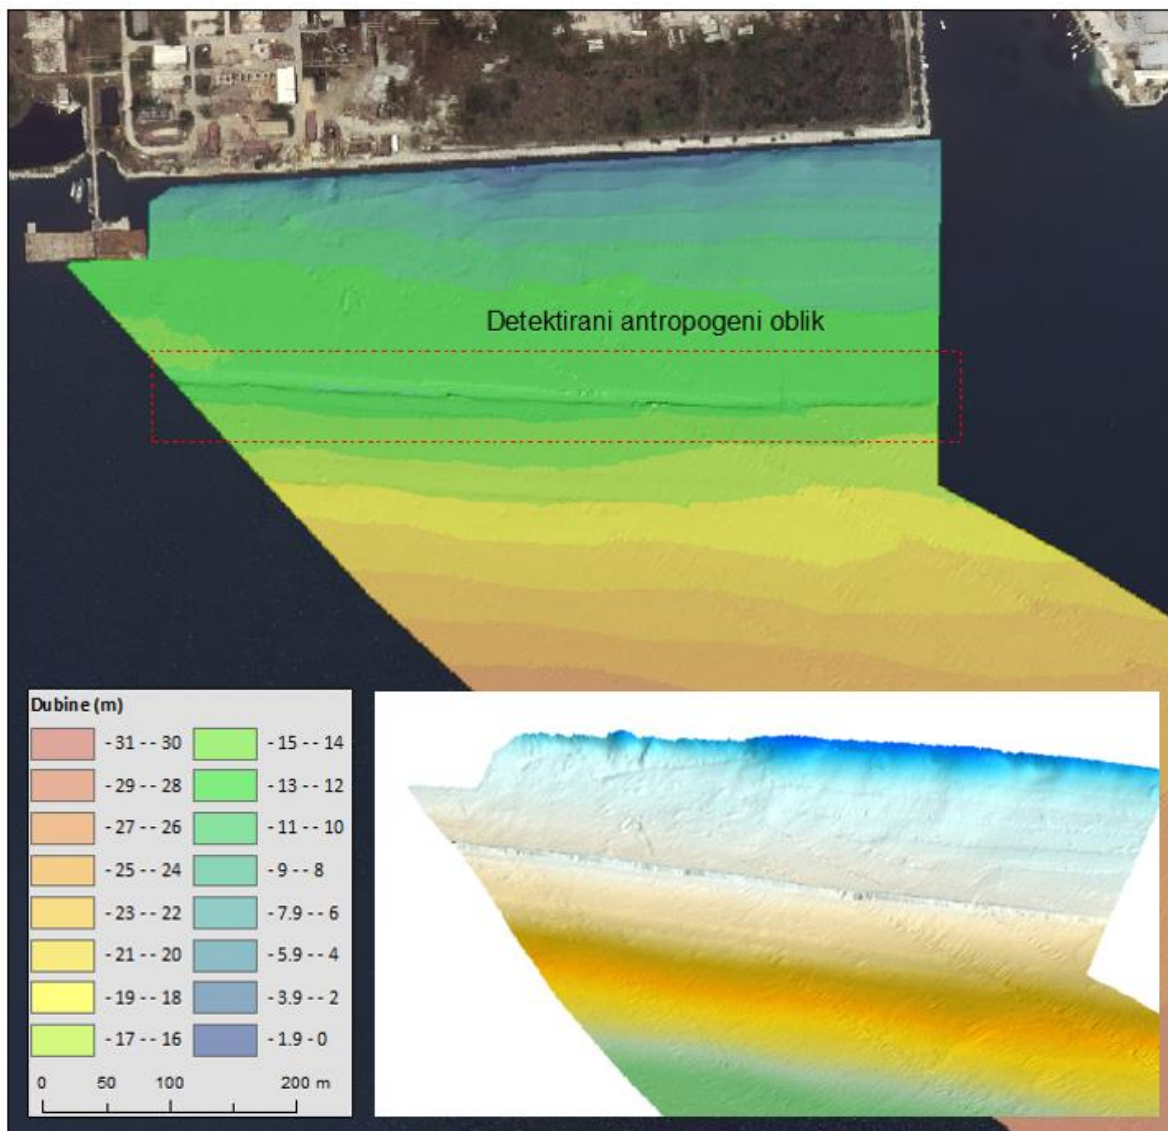 Detektirani antropogeni oblik
Dubine (m)
- 31 - - 30
- 29 - - 28
- 27 - - 26
- 25 - - 24
- 23 - - 22
- 21 - - 20
- 19 - - 18
- 17 - - 16
- 15 - - 14
- 13 - - 12
- 11 - - 10
- 9 - - 8
- 7.9 - - 6
- 5.9 - - 4
- 3.9 - - 2
- 1.9 - 0
0 50 100 200 m